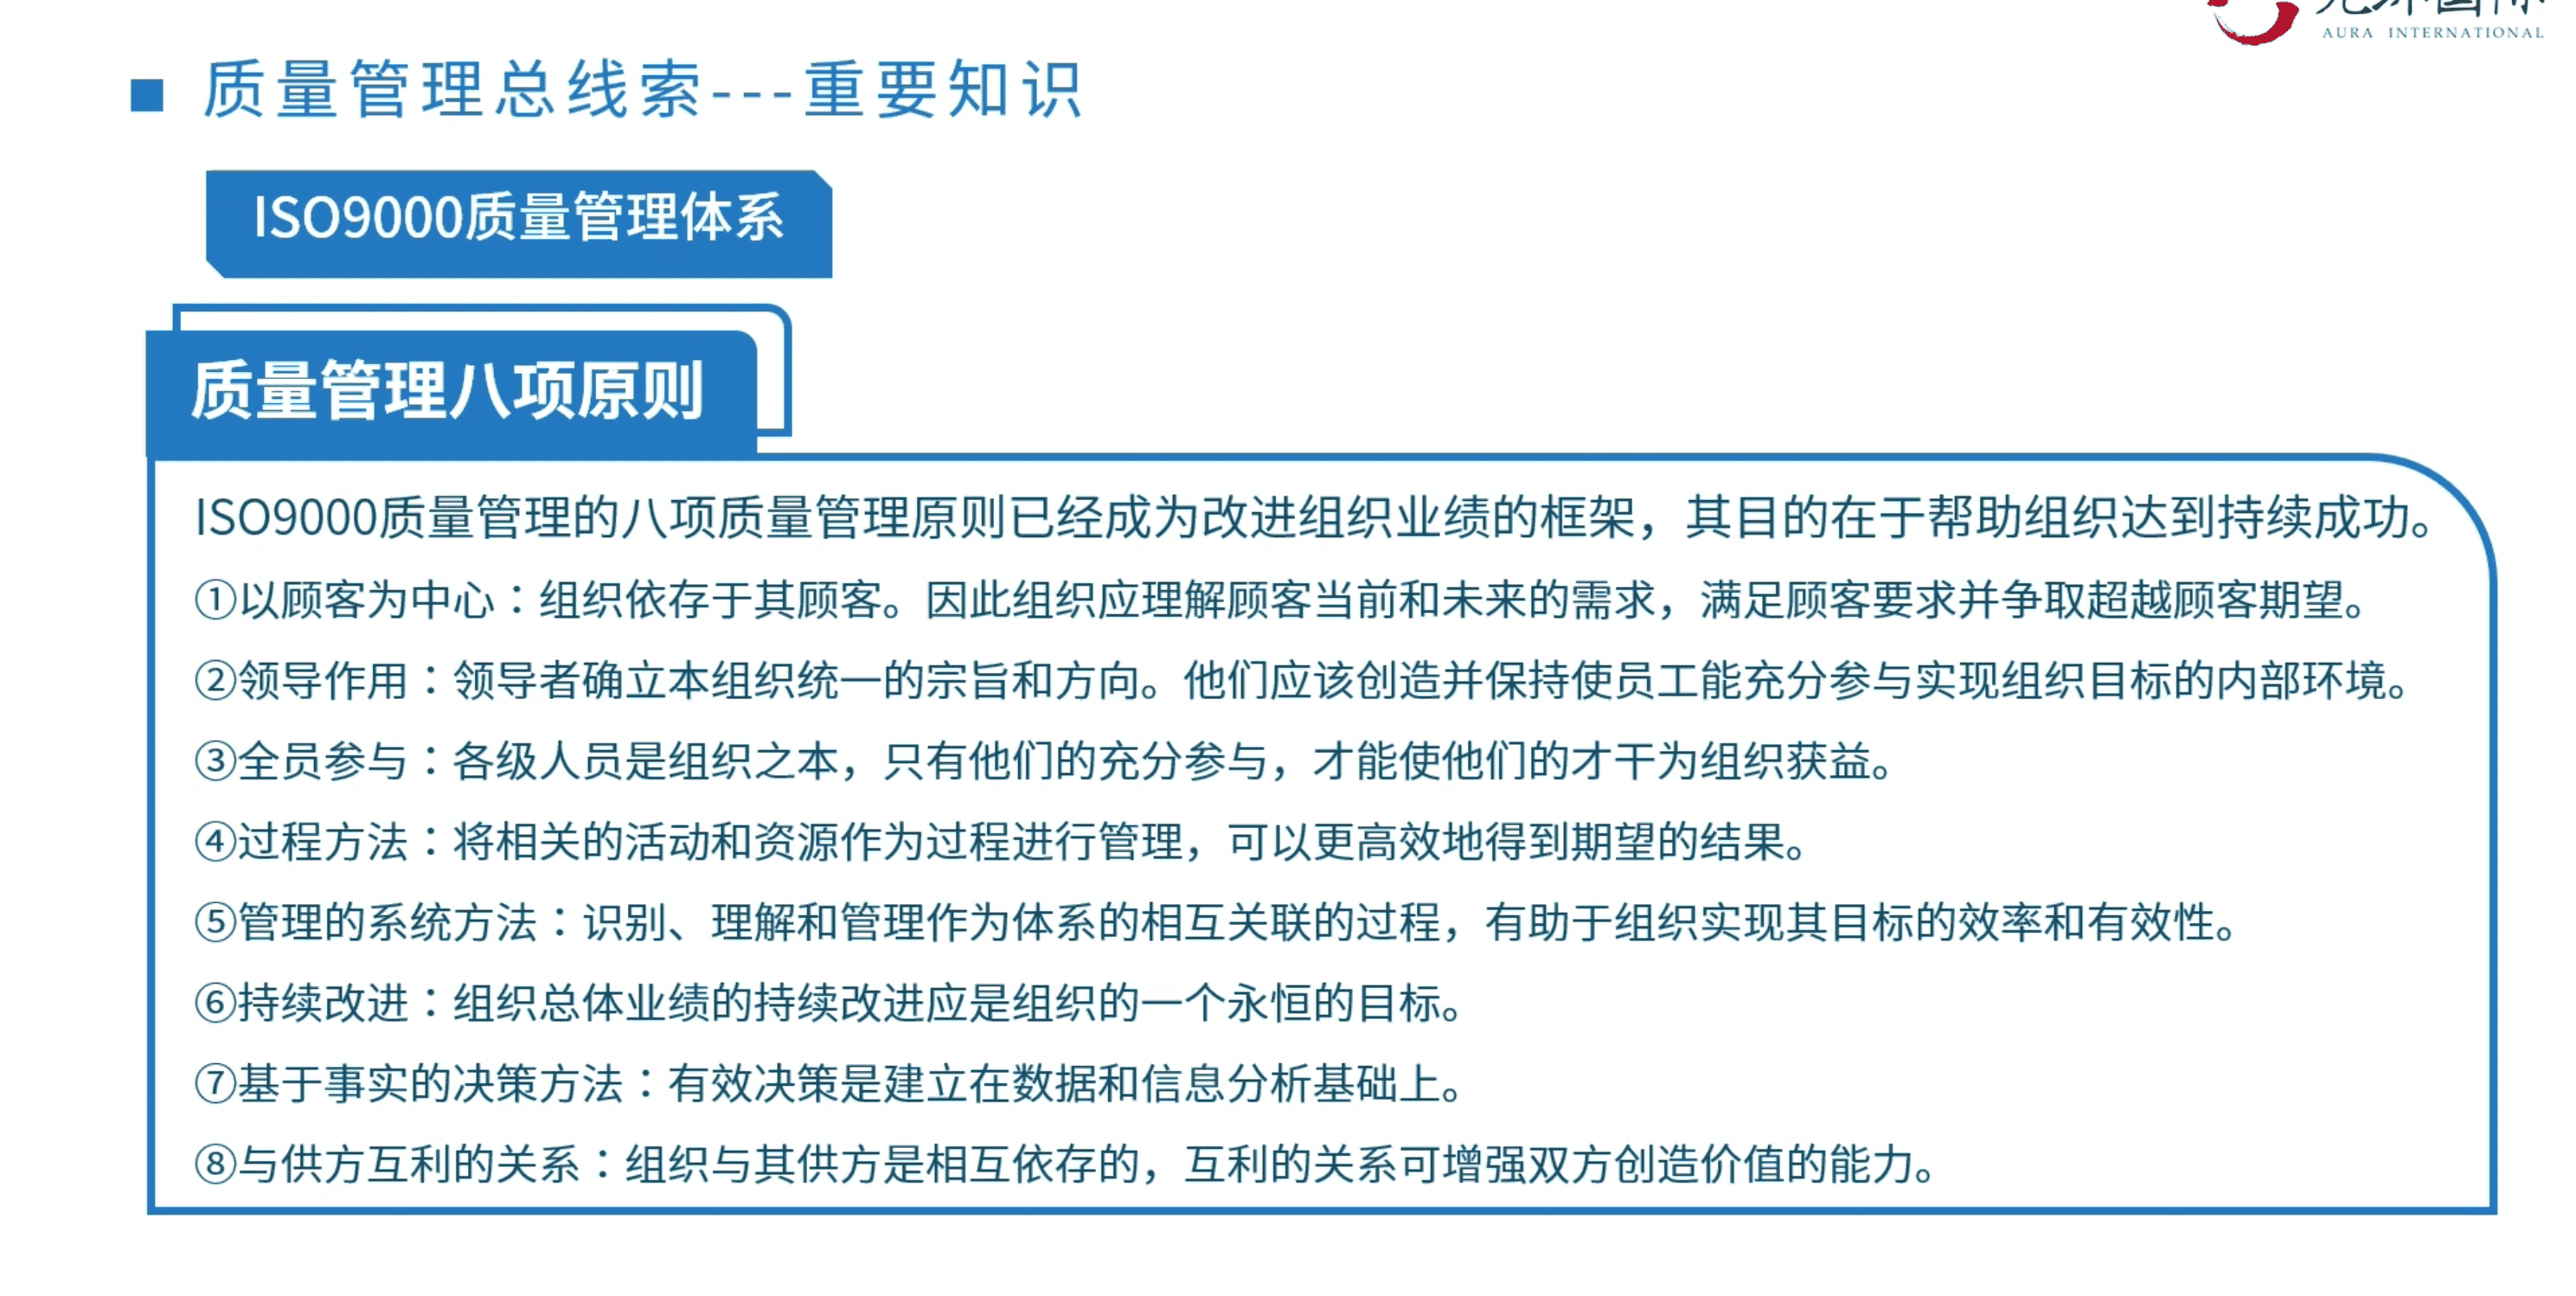 AURA INTERNATIONAL
质量管理总线索---重要知识
ISO9000质量管理体系
质量管理八项原则
ISO9000质量管理的八项质量管理原则已经成为改进组织业绩的框架，其目的在于帮助组织达到持续成功。
①以顾客为中心：组织依存于其顾客。因此组织应理解顾客当前和未来的需求，满足顾客要求并争取超越顾客期望。
②领导作用：领导者确立本组织统一的宗旨和方向。他们应该创造并保持使员工能充分参与实现组织目标的内部环境。
③全员参与：各级人员是组织之本，只有他们的充分参与，才能使他们的才干为组织获益。
④过程方法：将相关的活动和资源作为过程进行管理，可以更高效地得到期望的结果。
⑤管理的系统方法：识别、理解和管理作为体系的相互关联的过程，有助于组织实现其目标的效率和有效性。
⑥持续改进：组织总体业绩的持续改进应是组织的一个永恒的目标。
⑦基于事实的决策方法：有效决策是建立在数据和信息分析基础上。
⑧与供方互利的关系：组织与其供方是相互依存的，互利的关系可增强双方创造价值的能力。